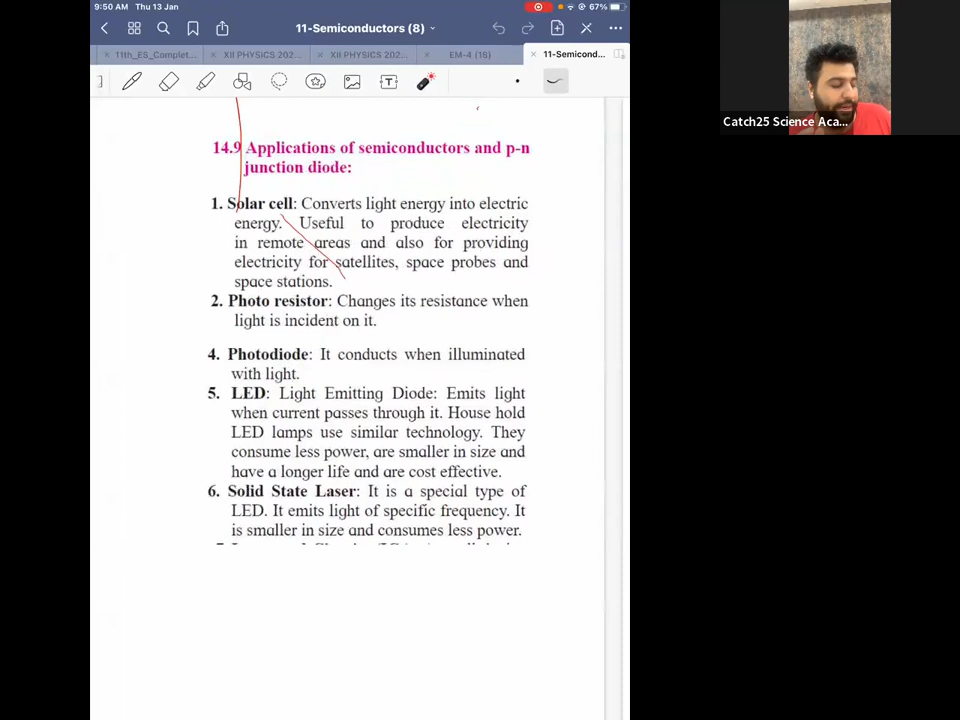 9:50 AM Thu 13 Jan
67%
11-Semiconductors (8)
11th_ES_Complet...
XII PHYSICS 202...
XII PHYSICS 202...
EM-4 (16)
11-Semicond...
14.9 Applications of semiconductors and p-n
junction diode:
1. Solar cell: Converts light energy into electric
energy. Useful to produce electricity
in remote areas and also for providing
electricity for satellites, space probes and
space stations.
2. Photo resistor: Changes its resistance when
light is incident on it.
4. Photodiode: It conducts when illuminated
with light.
5. LED: Light Emitting Diode: Emits light
when current passes through it. House hold
LED lamps use similar technology. They
consume less power, are smaller in size and
have a longer life and are cost effective.
6. Solid State Laser: It is a special type of
LED. It emits light of specific frequency. It
is smaller in size and consumes less power.
Catch25 Science Aca...